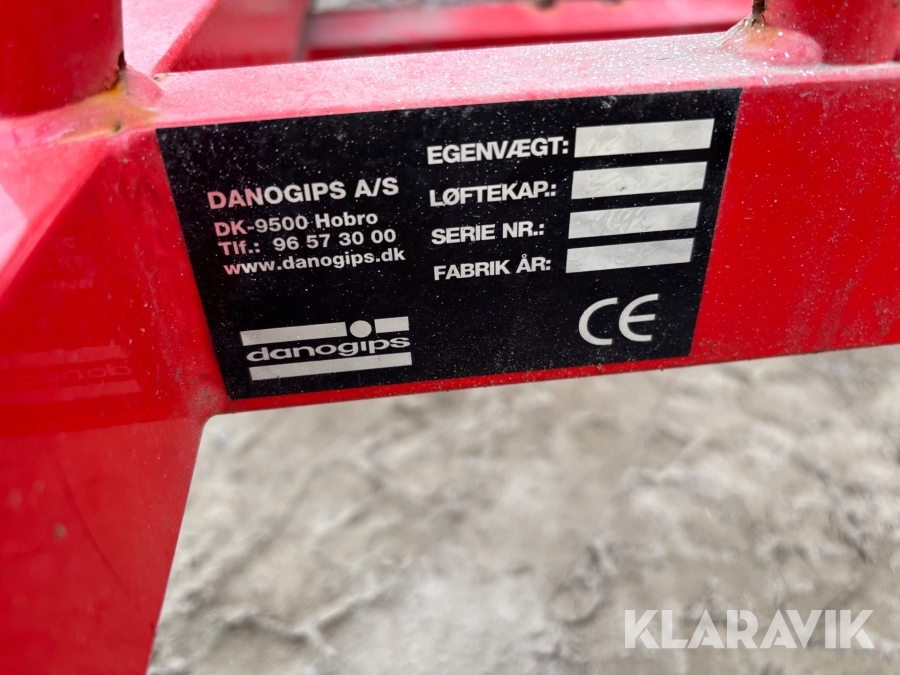 DANOGIPS A/S
DK-9500 Hobro
Tlf.: 96 57 30 00
www.danogips.dk
danogips
EGENVÆGT:
LØFTEKAP.:
SERIE NR.:
FABRIK ÅR:
CE
KLARAVIK